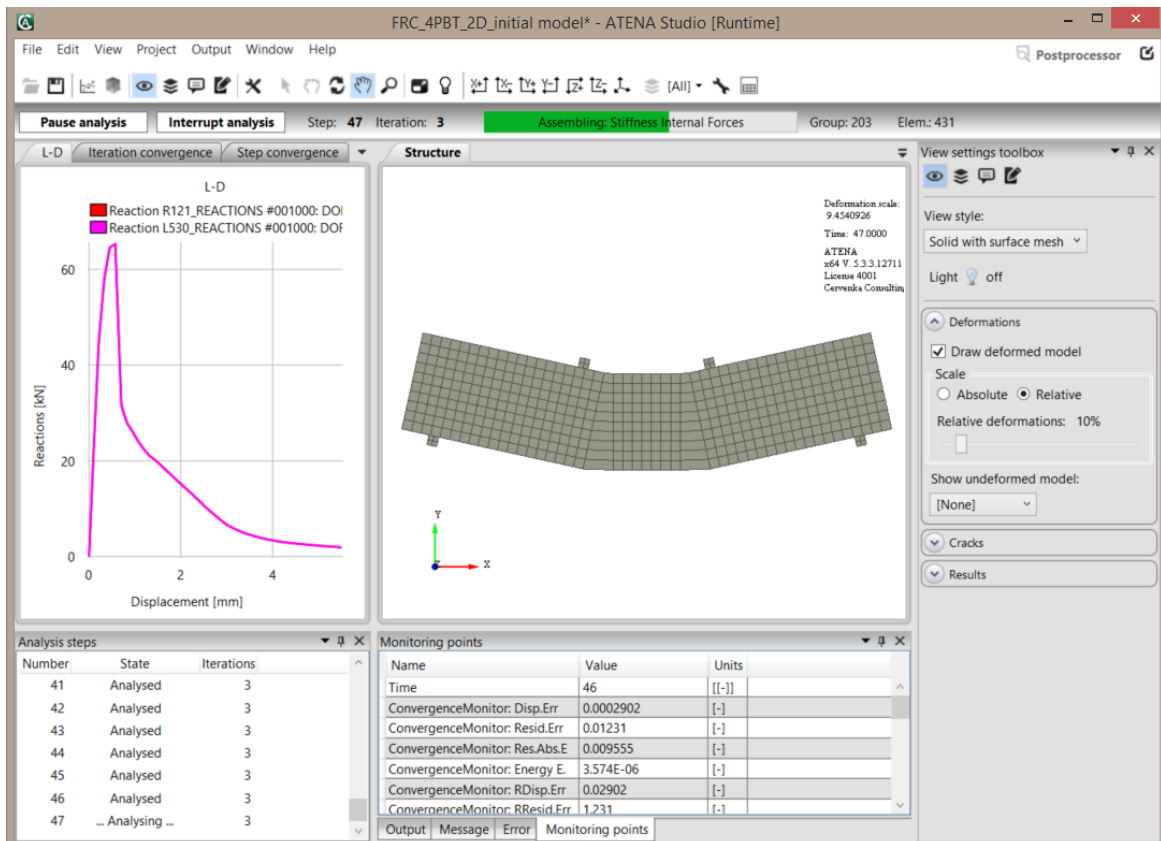 FRC_4PBT_2D_initial model* - ATENA Studio [Runtime]
File Edit View Project Output Window Help
Postprocessor
[All]
Pause analysis Interrupt analysis Step: 47 Iteration: 3 Assembling: Stiffness Internal Forces Group: 203 Elem.: 431
L-D Iteration convergence Step convergence
L-D
Reaction R121_REACTIONS #001000: DOI
Reaction L530_REACTIONS #001000: DOF
60
40
20
0
Reactions [kN]
0 2 4
Displacement [mm]
Structure
Deformation scale:
9.4540926
Time: 47.0000
ATENA
x64 V. 5.3.3.12711
License 4001
Cervenka Consulting
Y
Z X
View settings toolbox
View style:
Solid with surface mesh
Light off
Deformations
Draw deformed model
Scale
Absolute Relative
Relative deformations: 10%
Show undeformed model:
[None]
Cracks
Results
Analysis steps
Number State Iterations
41 Analysed 3
42 Analysed 3
43 Analysed 3
44 Analysed 3
45 Analysed 3
46 Analysed 3
47 ... Analysing ... 3
Monitoring points
Name Value Units
Time 46 [[-]]
ConvergenceMonitor: Disp.Err 0.0002902 [-]
ConvergenceMonitor: Resid.Err 0.01231 [-]
ConvergenceMonitor: Res.Abs.E 0.009555 [-]
ConvergenceMonitor: Energy E. 3.574E-06 [-]
ConvergenceMonitor: RDisp.Err 0.02902 [-]
ConvergenceMonitor: RResid.Err 1.231 [-]
Output Message Error Monitoring points